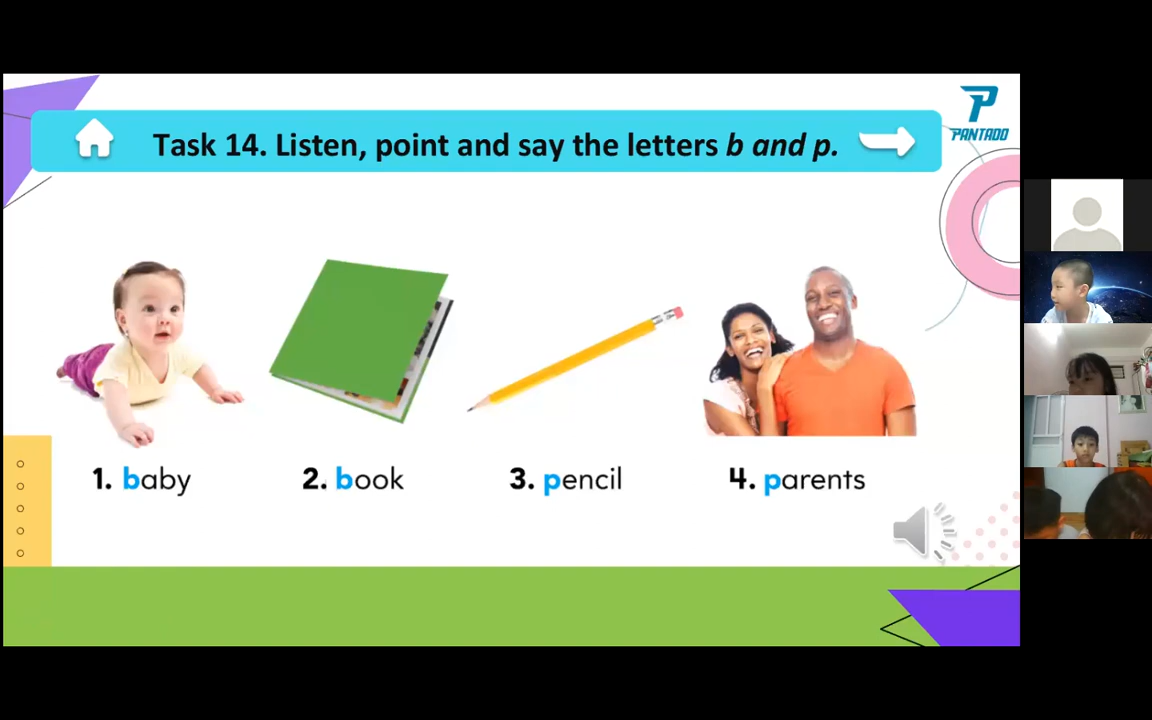 PANTADO
Task 14. Listen, point and say the letters b and p.
1. baby
2. book
3. pencil
4. parents